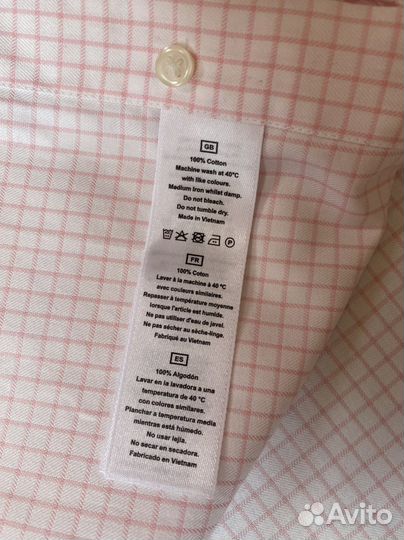 GB
100% Cotton
Machine wash at 40°C
with like colours.
Medium iron whilst damp.
Do not bleach.
Do not tumble dry.
Made in Vietnam
P
FR
100% Coton
Laver à la machine à 40 °C
avec couleurs similaires.
Repasser à température moyenne
lorsque l'article est humide.
Ne pas utiliser d'eau de javel.
Ne pas sécher au sèche-linge.
Fabriqué au Vietnam
ES
100% Algodón
Lavar en la lavadora a una
temperatura de 40 °C
con colores similares.
Planchar a temperatura media
mientras está húmedo.
No usar lejía.
No secar en secadora.
Fabricado en Vietnam
Avito